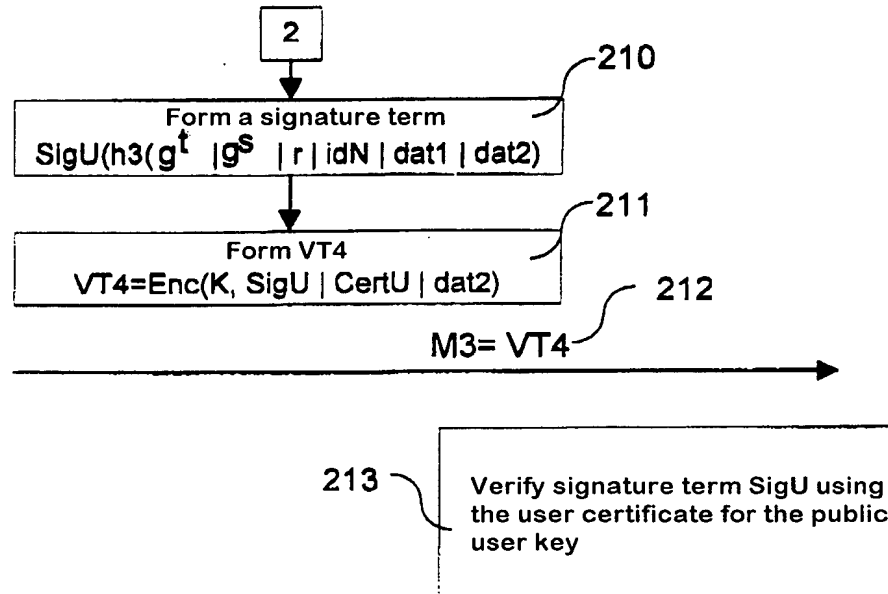 2
210
Form a signature term
SigU(h3(g^t | g^s | r | idN | dat1 | dat2)
211
Form VT4
VT4=Enc(K, SigU | CertU | dat2)
212
M3= VT4
213
Verify signature term SigU using
the user certificate for the public
user key